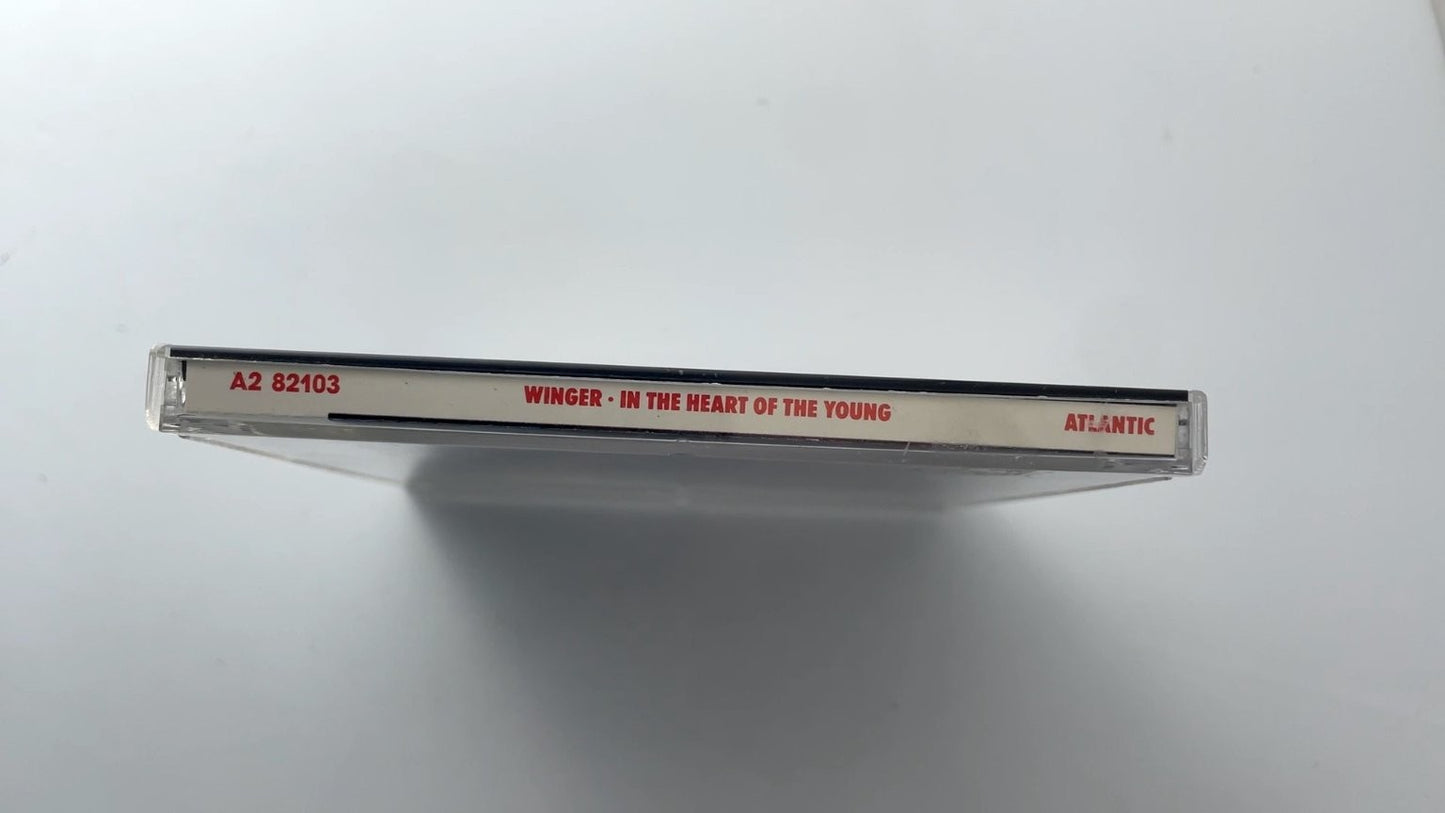 A2 82103 WINGER • IN THE HEART OF THE YOUNG ATLANTIC